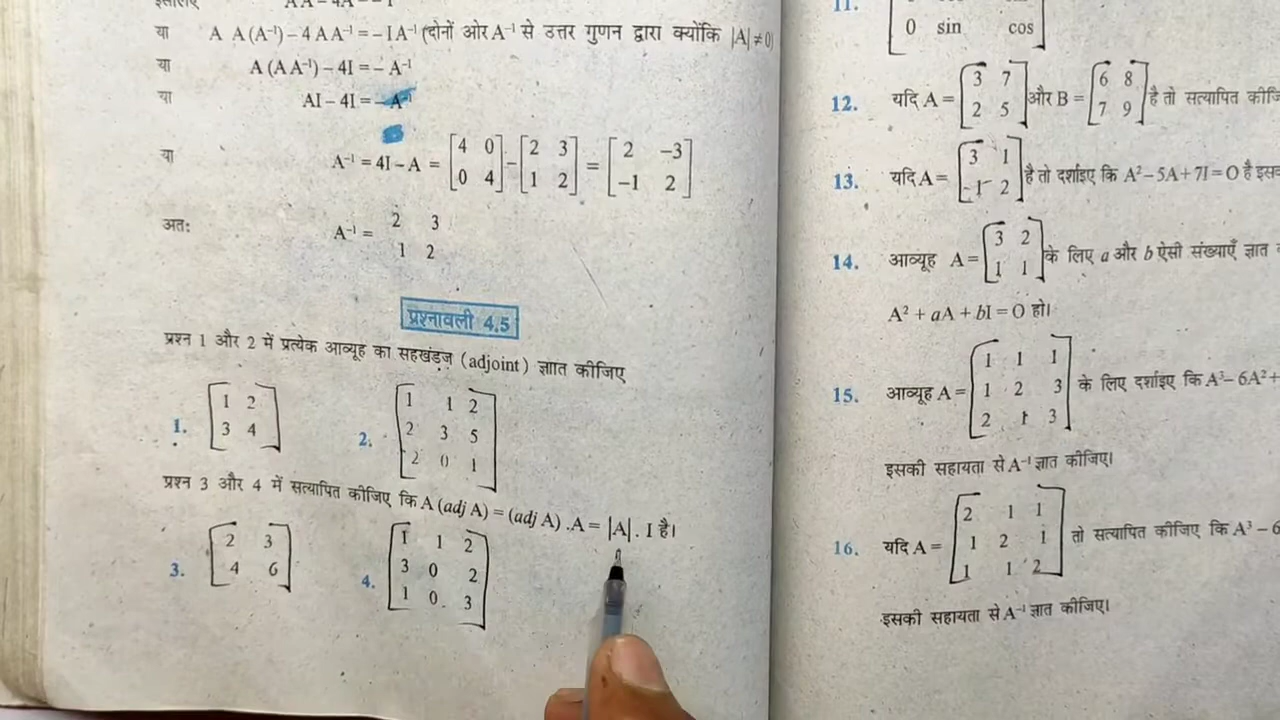 इसलिए AA – 4A = – I
या A A (A⁻¹) – 4 A A⁻¹ = – I A⁻¹ (दोनों ओर A⁻¹ से उत्तर गुणन द्वारा क्योंकि |A| ≠ 0)
या A (A A⁻¹) – 4I = – A⁻¹
या AI – 4I = – A⁻¹
या A⁻¹ = 4I – A = [4 0 – [2 3 = [2 –3
0 4] 1 2] –1 2]
अतः A⁻¹ = 2 3
1 2
प्रश्नावली 4.5
प्रश्न 1 और 2 में प्रत्येक आव्यूह का सहखंडज (adjoint) ज्ञात कीजिए
1. [1 2
3 4]
2. [1 1 2
2 3 5
2 0 1]
प्रश्न 3 और 4 में सत्यापित कीजिए कि A (adj A) = (adj A) .A = |A| . I है।
3. [2 3
4 6]
4. [1 1 2
3 0 2
1 0 3]
11.
0 sin cos]
12. यदि A = [3 7 और B = [6 8 है तो सत्यापित
2 5] 7 9]
13. यदि A = [3 1 है तो दर्शाइए कि A² – 5A + 7I = O है
–1 2]
14. आव्यूह A = [3 2 के लिए a और b ऐसी संख्याएँ ज्ञात
1 1]
A² + aA + bI = O हो।
15. आव्यूह A = [1 1 1 के लिए दर्शाइए कि A³ – 6A² +
1 2 3
2 1 3]
इसकी सहायता से A⁻¹ ज्ञात कीजिए।
16. यदि A = [2 1 1 तो सत्यापित कीजिए कि A³ – 6
1 2 1
1 1 2]
इसकी सहायता से A⁻¹ ज्ञात कीजिए।